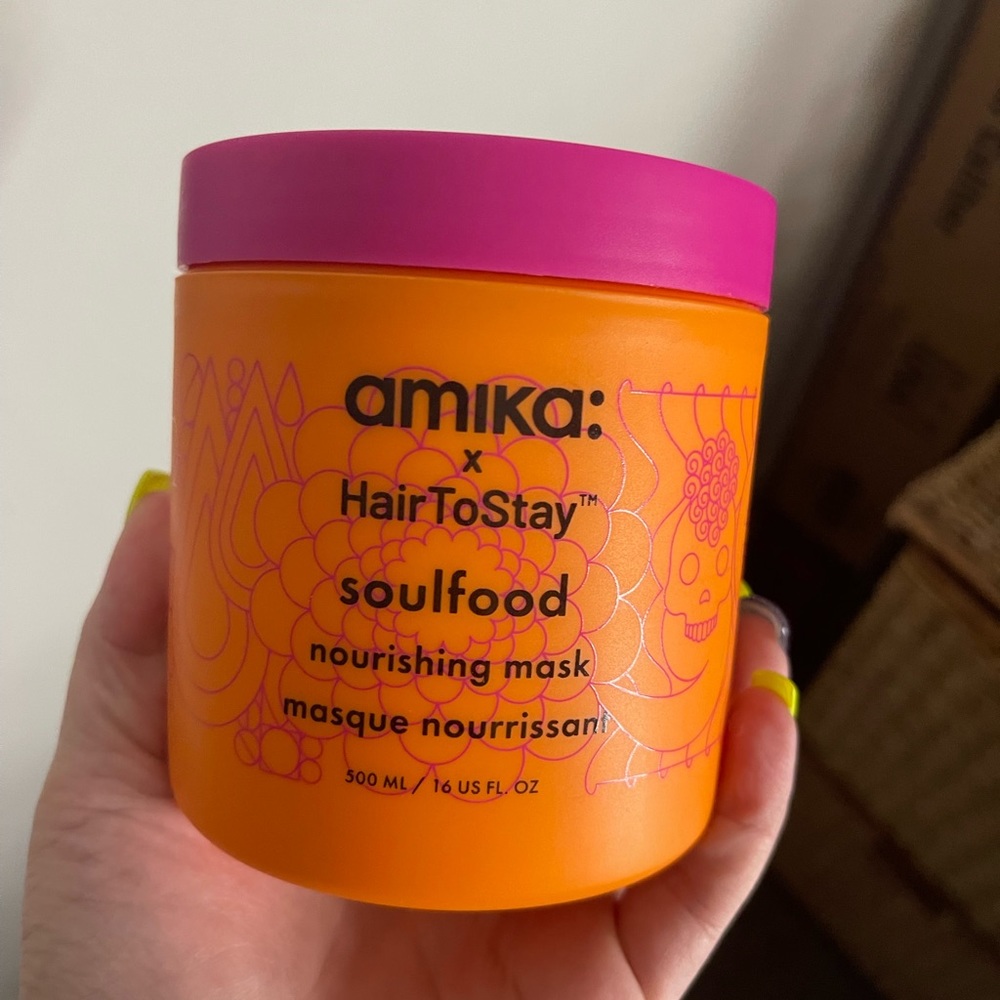 amika:
x
HairToStay™
soulfood
nourishing mask
masque nourrissant
500 ML / 16 US FL. OZ